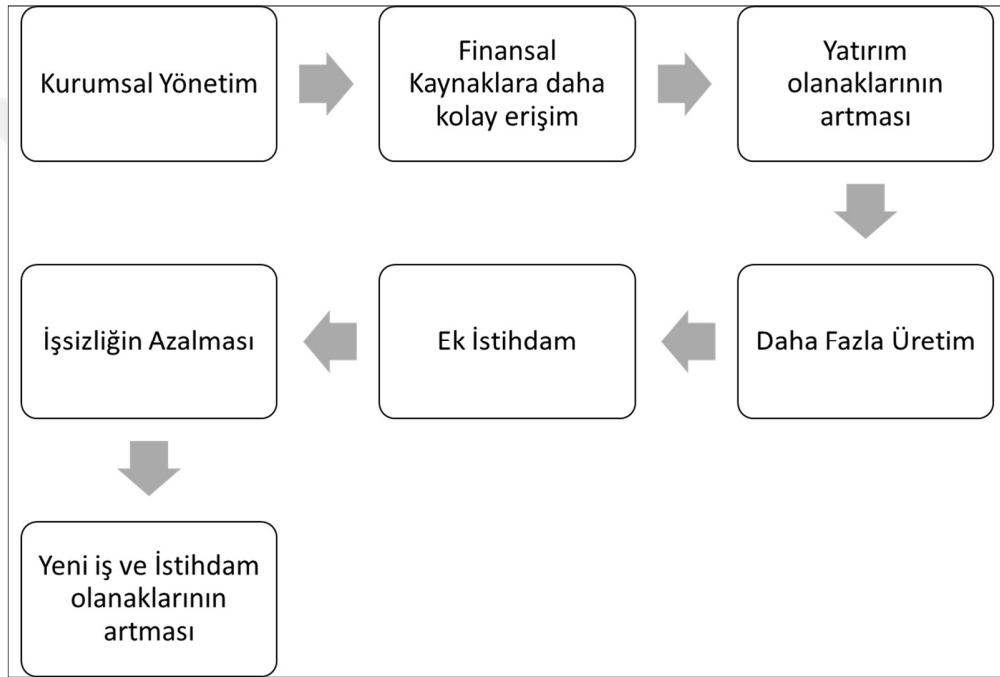 Kurumsal Yönetim
Finansal
Kaynaklara daha
kolay erişim
Yatırım
olanaklarının
artması
Daha Fazla Üretim
Ek İstihdam
İşsizliğin Azalması
Yeni iş ve İstihdam
olanaklarının
artması